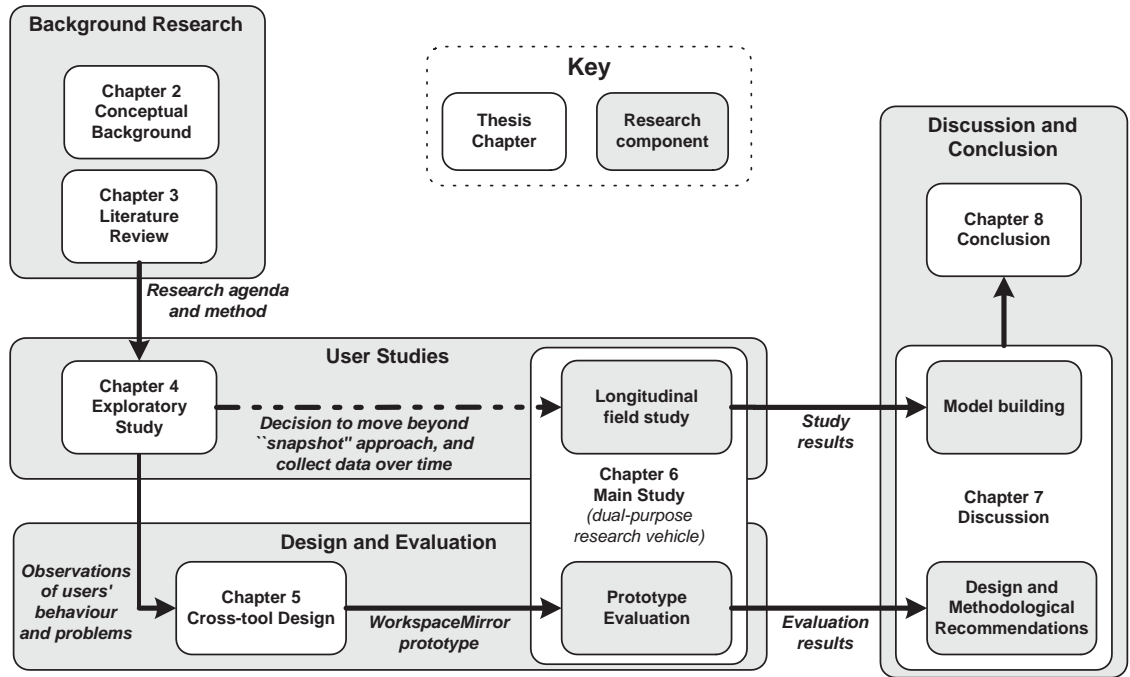 Background Research
Chapter 2
Conceptual
Background
Chapter 3
Literature
Review
Key
Thesis
Chapter
Research
component
Discussion and
Conclusion
Chapter 8
Conclusion
Research agenda
and method
User Studies
Chapter 4
Exploratory
Study
Decision to move beyond
``snapshot" approach, and
collect data over time
Longitudinal
field study
Study
results
Model building
Chapter 6
Main Study
(dual-purpose
research vehicle)
Chapter 7
Discussion
Design and Evaluation
Observations
of users'
behaviour
and problems
Chapter 5
Cross-tool Design
WorkspaceMirror
prototype
Prototype
Evaluation
Evaluation
results
Design and
Methodological
Recommendations